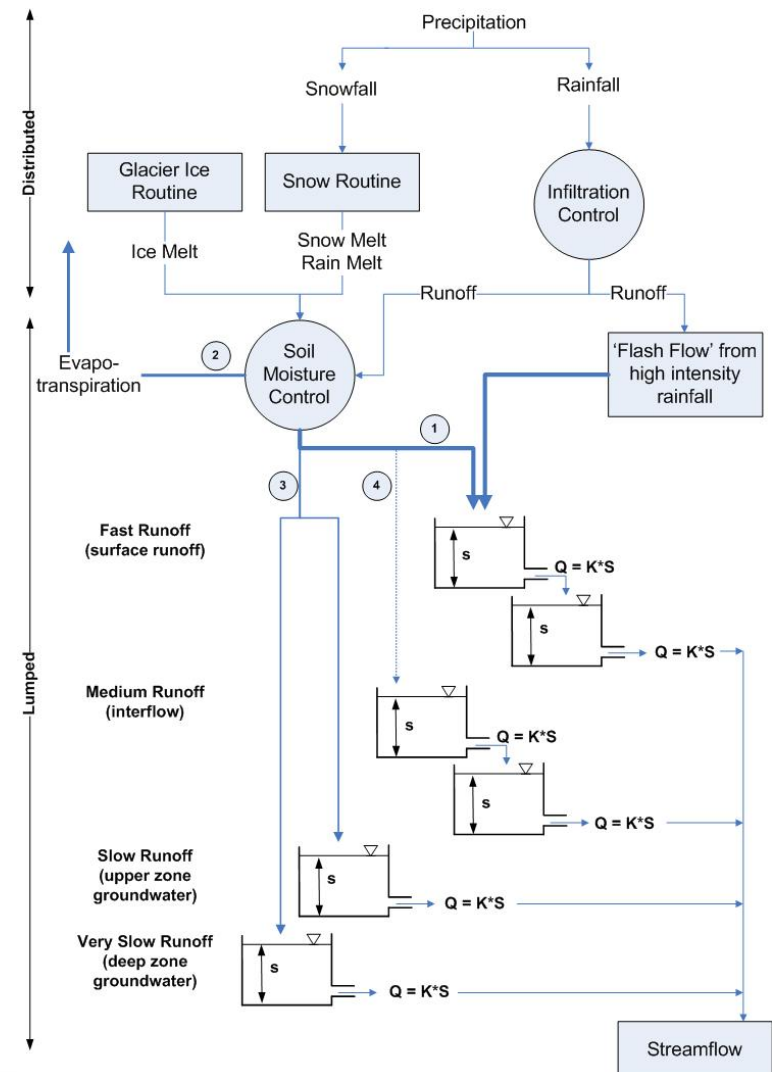 Precipitation
Snowfall
Rainfall
Distributed
Glacier Ice
Routine
Snow Routine
Infiltration
Control
Ice Melt
Snow Melt
Rain Melt
Runoff
Runoff
Evapo-
transpiration
2
Soil
Moisture
Control
'Flash Flow' from
high intensity
rainfall
1
3
4
Lumped
Fast Runoff
(surface runoff)
s
Q = K*S
s
Q = K*S
Medium Runoff
(interflow)
s
Q = K*S
s
Q = K*S
Slow Runoff
(upper zone
groundwater)
s
Q = K*S
Very Slow Runoff
(deep zone
groundwater)
s
Q = K*S
Streamflow